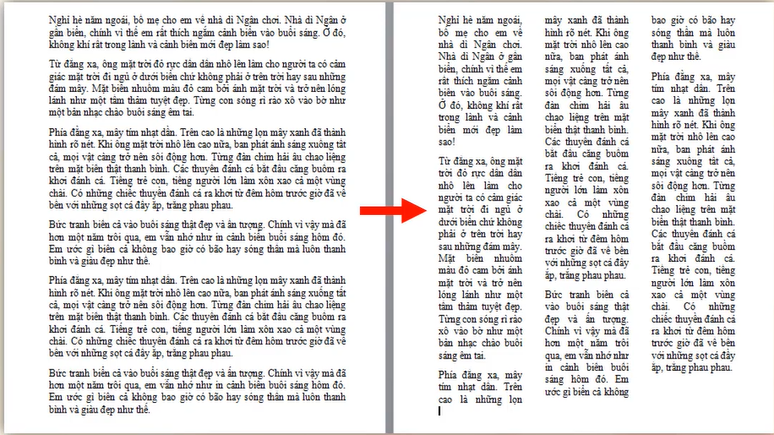 Nghỉ hè năm ngoái, bố mẹ cho em về nhà dì Ngân chơi. Nhà dì Ngân ở
gần biển, chính vì thế em rất thích ngắm cảnh biển vào buổi sáng. Ở đó,
không khí rất trong lành và cảnh biển mới đẹp làm sao!
Từ đằng xa, ông mặt trời đỏ rực dần dần nhô lên làm cho người ta có cảm
giác mặt trời đi ngủ ở dưới biển chứ không phải ở trên trời hay sau những
đám mây. Mặt biển nhuốm màu đỏ cam bởi ánh mặt trời và trở nên lóng
lánh như một tấm thảm tuyệt đẹp. Từng con sóng rì rào xô vào bờ như
một bản nhạc chào buổi sáng êm tai.
Phía đằng xa, mây tím nhạt dần. Trên cao là những lọn mây xanh đã thành
hình rõ nét. Khi ông mặt trời nhô lên cao nữa, ban phát ánh sáng xuống tất
cả, mọi vật càng trở nên sôi động hơn. Từng đàn chim hải âu chao liệng
trên mặt biển thật thanh bình. Các thuyền đánh cá bắt đầu căng buồm ra
khơi đánh cá. Tiếng trẻ con, tiếng người lớn làm xôn xao cả một vùng
chài. Có những chiếc thuyền đánh cá ra khơi từ đêm hôm trước giờ đã về
bến với những sọt cá đầy ắp, trắng phau phau.
Bức tranh biển cả vào buổi sáng thật đẹp và ấn tượng. Chính vì vậy mà đã
hơn một năm trôi qua, em vẫn nhớ như in cảnh biển buổi sáng hôm đó.
Em ước gì biển cả không bao giờ có bão hay sóng thần mà luôn thanh
bình và giàu đẹp như thế.
Phía đằng xa, mây tím nhạt dần. Trên cao là những lọn mây xanh đã thành
hình rõ nét. Khi ông mặt trời nhô lên cao nữa, ban phát ánh sáng xuống tất
cả, mọi vật càng trở nên sôi động hơn. Từng đàn chim hải âu chao liệng
trên mặt biển thật thanh bình. Các thuyền đánh cá bắt đầu căng buồm ra
khơi đánh cá. Tiếng trẻ con, tiếng người lớn làm xôn xao cả một vùng
chài. Có những chiếc thuyền đánh cá ra khơi từ đêm hôm trước giờ đã về
bến với những sọt cá đầy ắp, trắng phau phau.
Bức tranh biển cả vào buổi sáng thật đẹp và ấn tượng. Chính vì vậy mà đã
hơn một năm trôi qua, em vẫn nhớ như in cảnh biển buổi sáng hôm đó. Em
ước gì biển cả không bao giờ có bão hay sóng thần mà luôn thanh
bình và giàu đẹp như thế.
Nghỉ hè năm ngoái,
bố mẹ cho em về
nhà dì Ngân chơi.
Nhà dì Ngân ở gần
biển, chính vì thế em
rất thích ngắm cảnh
biển vào buổi sáng.
Ở đó, không khí rất
trong lành và cảnh
biển mới đẹp làm
sao!
Từ đằng xa, ông mặt
trời đỏ rực dần dần
nhô lên làm cho
người ta có cảm giác
mặt trời đi ngủ ở
dưới biển chứ không
phải ở trên trời hay
sau những đám mây.
Mặt biển nhuốm
màu đỏ cam bởi ánh
mặt trời và trở nên
lóng lánh như một
tấm thảm tuyệt đẹp.
Từng con sóng rì rào
xô vào bờ như một
bản nhạc chào buổi
sáng êm tai.
Phía đằng xa, mây
tím nhạt dần. Trên
cao là những lọn
mây xanh đã thành
hình rõ nét. Khi ông
mặt trời nhô lên cao
nữa, ban phát ánh
sáng xuống tất cả,
mọi vật càng trở nên
sôi động hơn. Từng
đàn chim hải âu
chao liệng trên mặt
biển thật thanh bình.
Các thuyền đánh cá
bắt đầu căng buồm
ra khơi đánh cá.
Tiếng trẻ con, tiếng
người lớn làm xôn
xao cả một vùng
chài. Có những
chiếc thuyền đánh cá
ra khơi từ đêm hôm
trước giờ đã về bến
với những sọt cá đầy
ắp, trắng phau phau.
Bức tranh biển cả
vào buổi sáng thật
đẹp và ấn tượng.
Chính vì vậy mà đã
hơn một năm trôi
qua, em vẫn nhớ như
in cảnh biển buổi
sáng hôm đó. Em
ước gì biển cả không
bao giờ có bão hay
sóng thần mà luôn
thanh bình và giàu
đẹp như thế.
Phía đằng xa, mây
tím nhạt dần. Trên
cao là những lọn
mây xanh đã thành
hình rõ nét. Khi ông
mặt trời nhô lên cao
nữa, ban phát ánh
sáng xuống tất cả,
mọi vật càng trở nên
sôi động hơn. Từng
đàn chim hải âu
chao liệng trên mặt
biển thật thanh bình.
Các thuyền đánh cá
bắt đầu căng buồm
ra khơi đánh cá.
Tiếng trẻ con, tiếng
người lớn làm xôn
xao cả một vùng
chài. Có những
chiếc thuyền đánh cá
ra khơi từ đêm hôm
trước giờ đã về bến
với những sọt cá đầy
ắp, trắng phau phau.